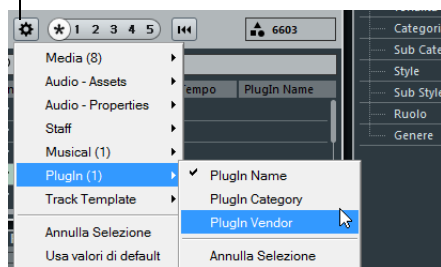 1 2 3 4 5 6603
Categori
Sub Cate
Style
Sub Style
Ruolo
Genere
Tempo PlugIn Name
Media (8)
Audio - Assets
Audio - Properties
Staff
Musical (1)
PlugIn (1)
Track Template
Annulla Selezione
Usa valori di default
PlugIn Name
PlugIn Category
PlugIn Vendor
Annulla Selezione